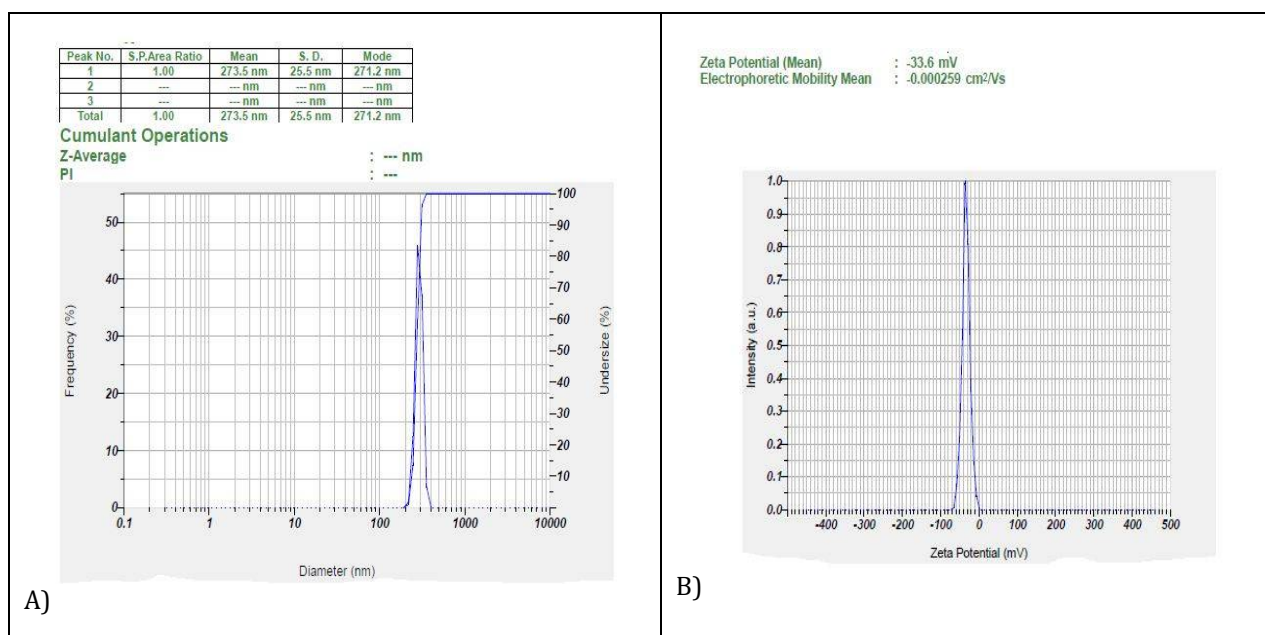 Peak No. S.P.Area Ratio Mean S. D. Mode
1 1.00 273.5 nm 25.5 nm 271.2 nm
2 --- --- nm --- nm --- nm
3 --- --- nm --- nm --- nm
Total 1.00 273.5 nm 25.5 nm 271.2 nm
Cumulant Operations
Z-Average : --- nm
PI : ---
Frequency (%)
50
40
30
20
10
0
0.1 1 10 100 1000 10000
100
90
80
70
60
50
40
30
20
10
0
Undersize (%)
Diameter (nm)
A)
Zeta Potential (Mean) : -33.6 mV
Electrophoretic Mobility Mean : -0.000259 cm²/Vs
Intensity (a.u.)
1.0
0.9
0.8
0.7
0.6
0.5
0.4
0.3
0.2
0.1
0.0
-400 -300 -200 -100 0 100 200 300 400 500
Zeta Potential (mV)
B)